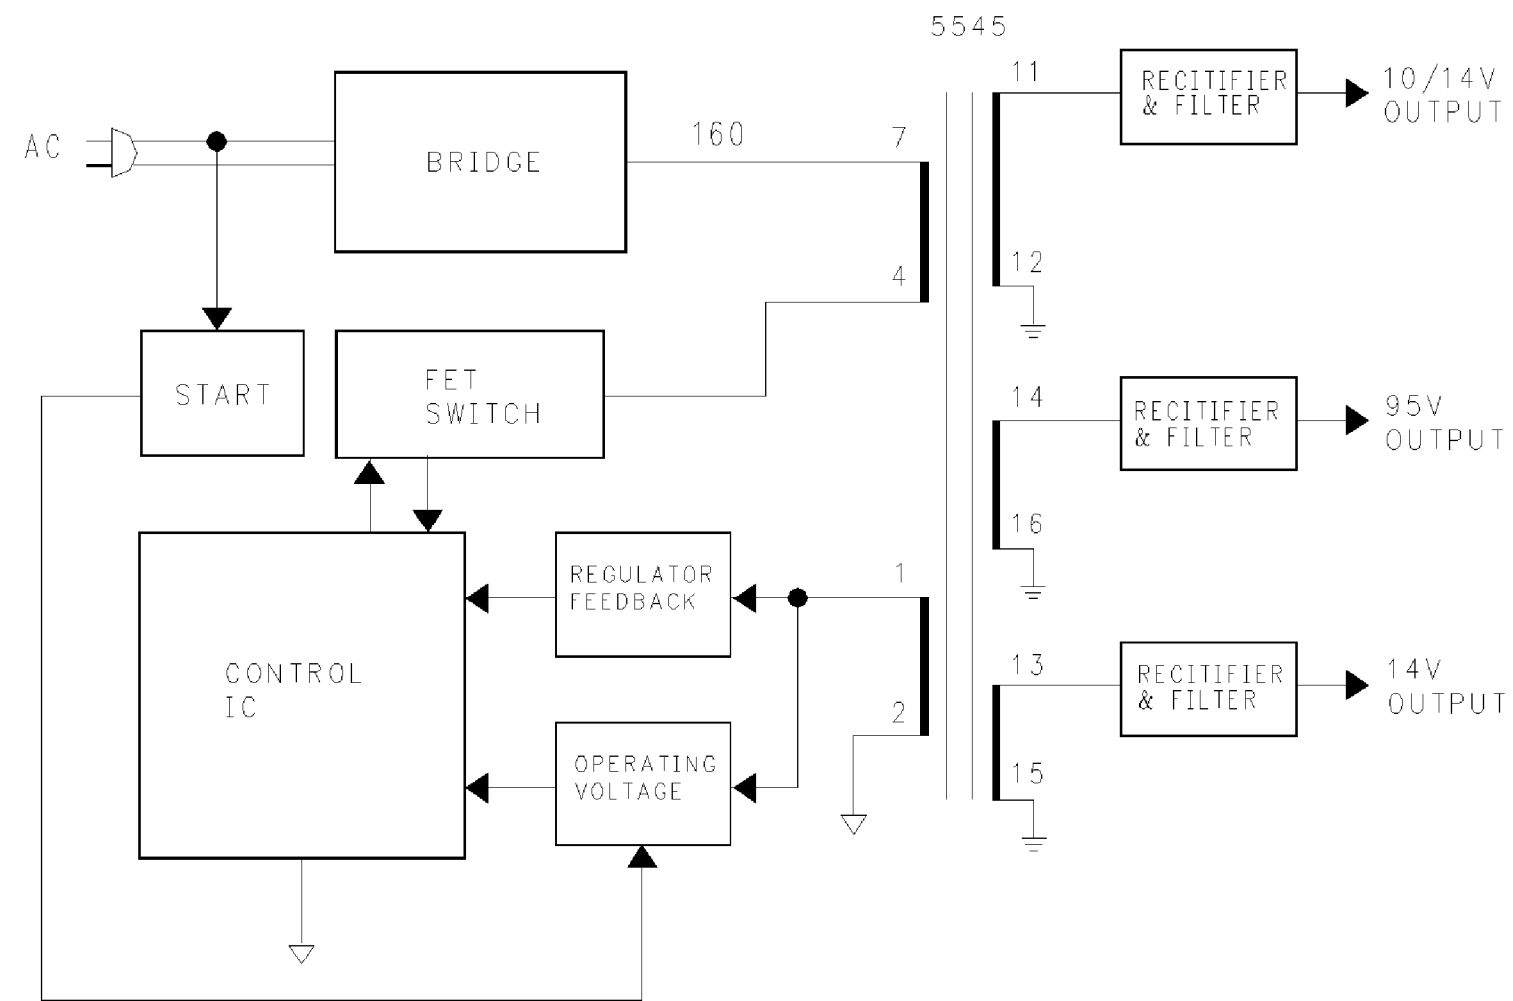 5545
AC
BRIDGE
160
7
4
11
RECITIFIER
& FILTER
10/14V
OUTPUT
12
START
FET
SWITCH
14
RECITIFIER
& FILTER
95V
OUTPUT
16
CONTROL
IC
REGULATOR
FEEDBACK
1
2
OPERATING
VOLTAGE
13
RECITIFIER
& FILTER
14V
OUTPUT
15